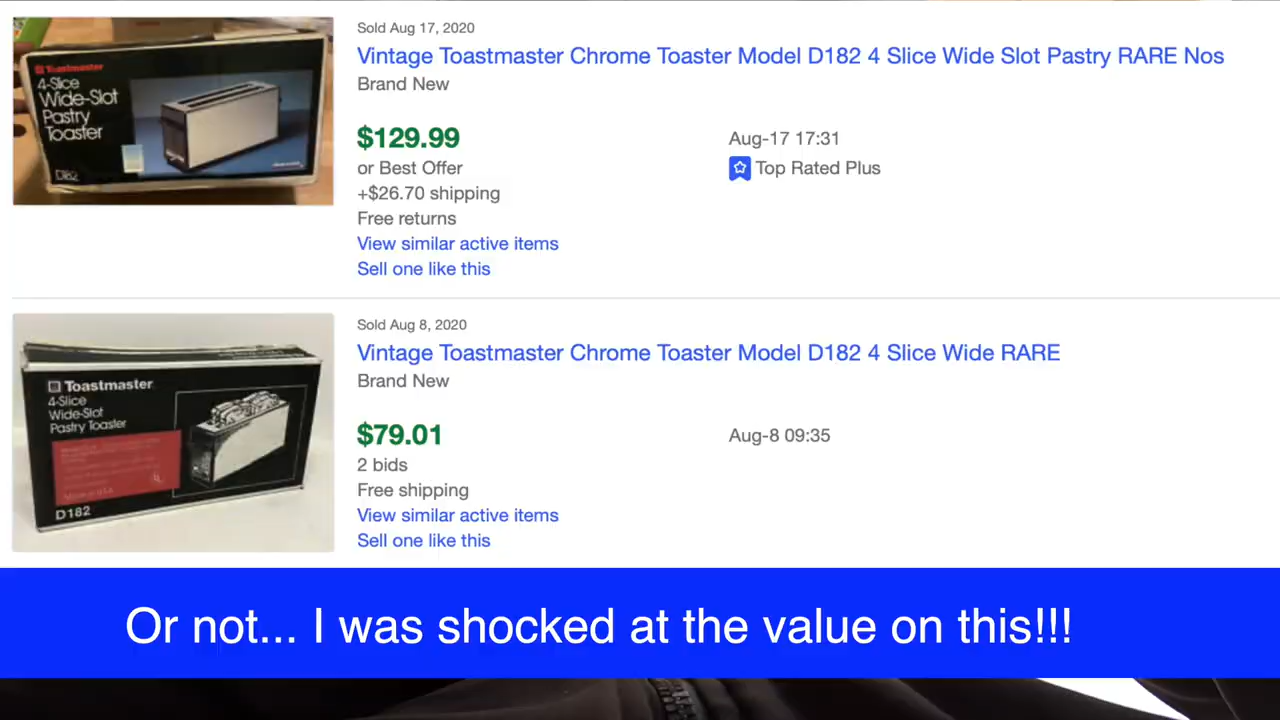 Sold Aug 17, 2020
Vintage Toastmaster Chrome Toaster Model D182 4 Slice Wide Slot Pastry RARE Nos
Brand New
$129.99
or Best Offer
+$26.70 shipping
Free returns
View similar active items
Sell one like this
Aug-17 17:31
Top Rated Plus
Toastmaster
4-Slice
Wide-Slot
Pastry
Toaster
D182
Sold Aug 8, 2020
Vintage Toastmaster Chrome Toaster Model D182 4 Slice Wide RARE
Brand New
$79.01
2 bids
Free shipping
View similar active items
Sell one like this
Aug-8 09:35
Toastmaster
4-Slice
Wide-Slot
Pastry Toaster
D182
Or not... I was shocked at the value on this!!!